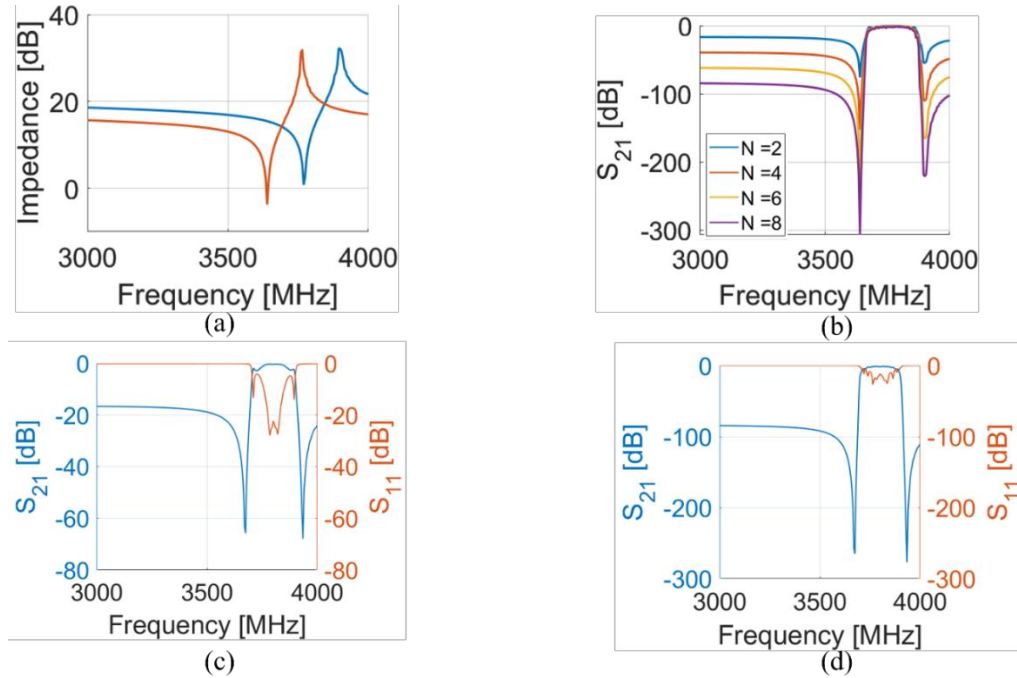 40
20
0
Impedance [dB]
3000
3500
4000
Frequency [MHz]
(a)
0
-100
-200
-300
S21 [dB]
N =2
N =4
N =6
N =8
3000
3500
4000
Frequency [MHz]
(b)
0
-20
-40
-60
-80
S21 [dB]
0
-20
-40
-60
-80
S11 [dB]
3000
3500
4000
Frequency [MHz]
(c)
0
-100
-200
-300
S21 [dB]
0
-100
-200
-300
S11 [dB]
3000
3500
4000
Frequency [MHz]
(d)